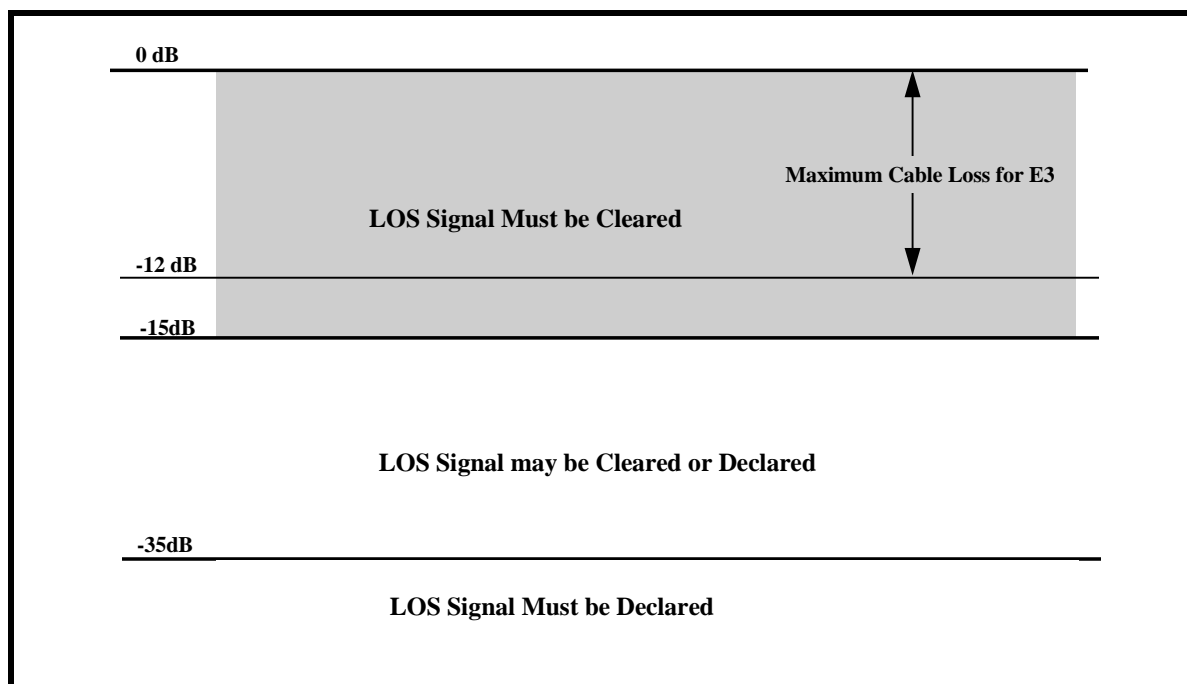 0 dB
Maximum Cable Loss for E3
LOS Signal Must be Cleared
-12 dB
-15dB
LOS Signal may be Cleared or Declared
-35dB
LOS Signal Must be Declared